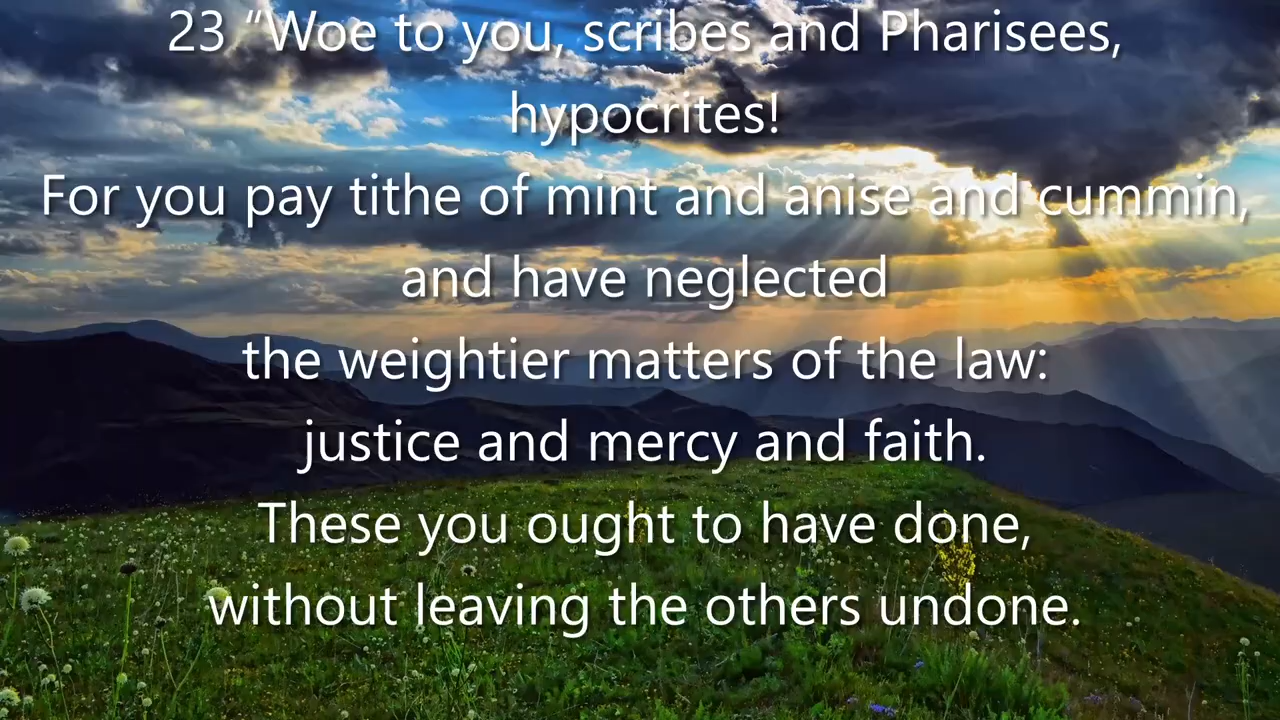 23 “Woe to you, scribes and Pharisees,
hypocrites!
For you pay tithe of mint and anise and cummin,
and have neglected
the weightier matters of the law:
justice and mercy and faith.
These you ought to have done,
without leaving the others undone.